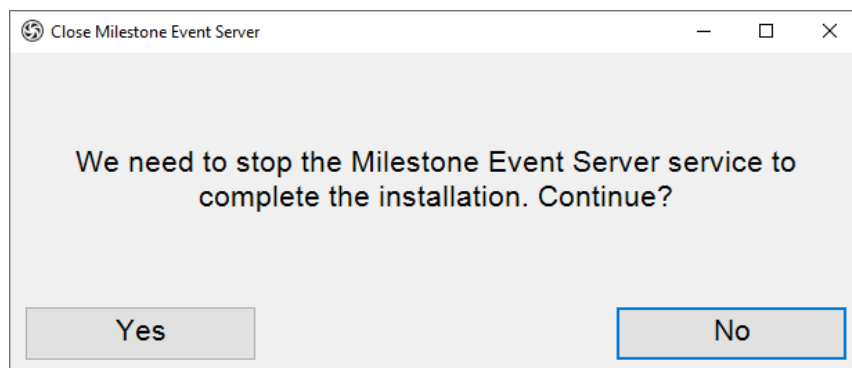 Close Milestone Event Server
We need to stop the Milestone Event Server service to
complete the installation. Continue?
Yes
No